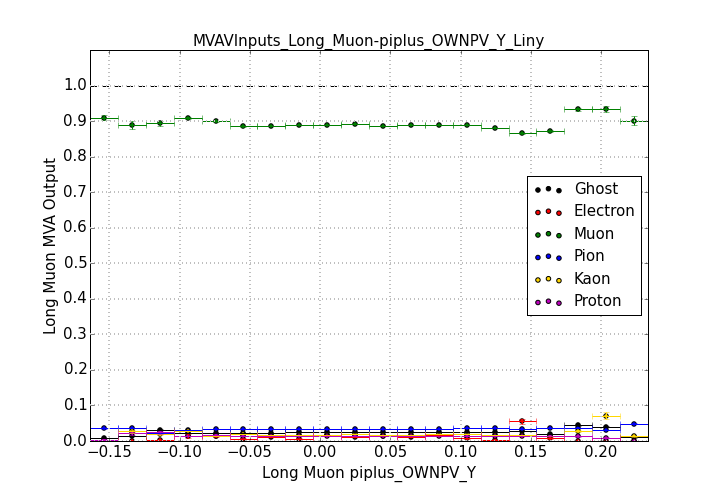 MVAVInputs_Long_Muon-piplus_OWNPV_Y_Liny
Long Muon MVA Output
1.0
0.9
0.8
0.7
0.6
0.5
0.4
0.3
0.2
0.1
0.0
Ghost
Electron
Muon
Pion
Kaon
Proton
−0.15 −0.10 −0.05 0.00 0.05 0.10 0.15 0.20
Long Muon piplus_OWNPV_Y